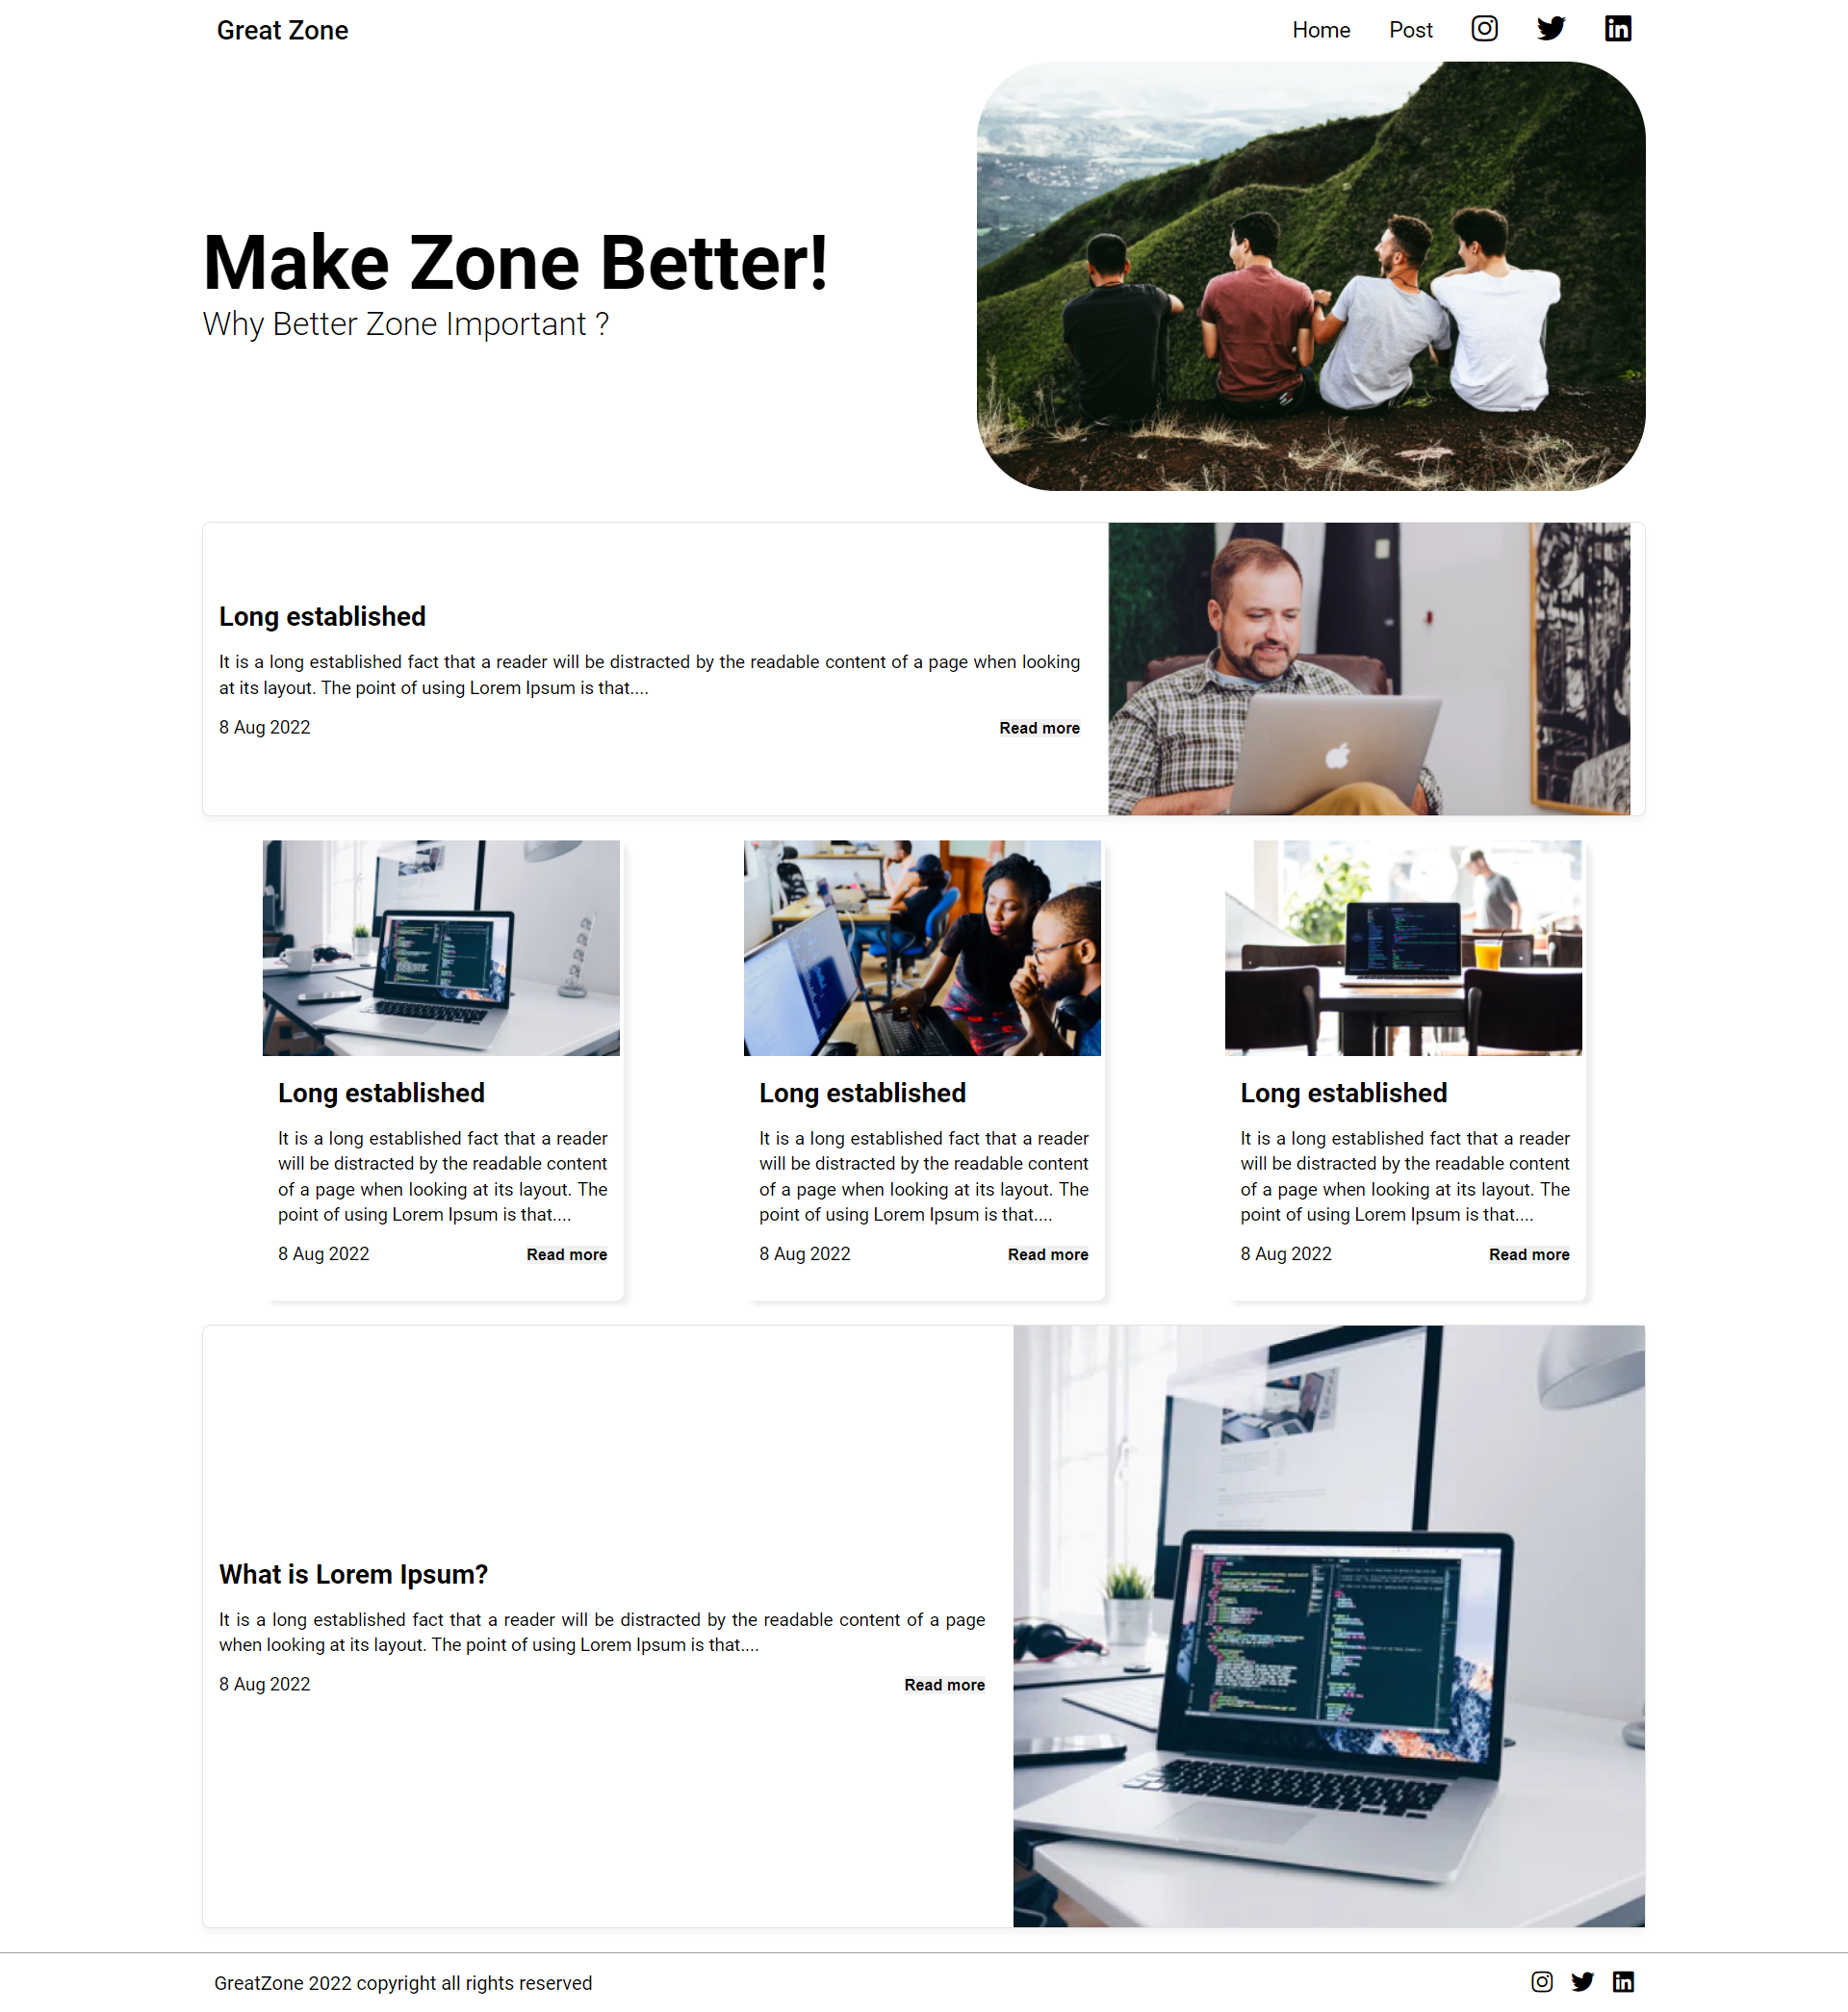 Great Zone
Home Post
Make Zone Better!
Why Better Zone Important ?
Long established
It is a long established fact that a reader will be distracted by the readable content of a page when looking
at its layout. The point of using Lorem Ipsum is that....
8 Aug 2022 Read more
Long established
It is a long established fact that a reader
will be distracted by the readable content
of a page when looking at its layout. The
point of using Lorem Ipsum is that....
8 Aug 2022 Read more
Long established
It is a long established fact that a reader
will be distracted by the readable content
of a page when looking at its layout. The
point of using Lorem Ipsum is that....
8 Aug 2022 Read more
Long established
It is a long established fact that a reader
will be distracted by the readable content
of a page when looking at its layout. The
point of using Lorem Ipsum is that....
8 Aug 2022 Read more
What is Lorem Ipsum?
It is a long established fact that a reader will be distracted by the readable content of a page
when looking at its layout. The point of using Lorem Ipsum is that....
8 Aug 2022 Read more
GreatZone 2022 copyright all rights reserved